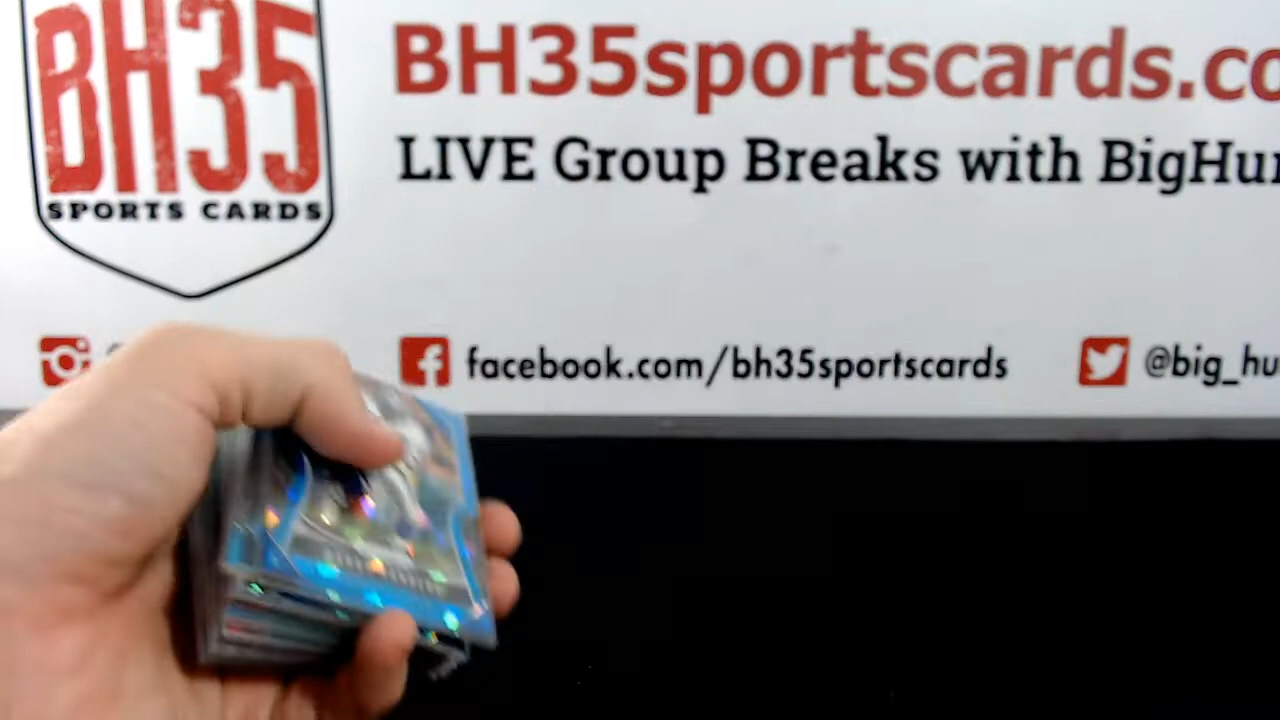 BH35
SPORTS CARDS
BH35sportscards.co
LIVE Group Breaks with BigHu
facebook.com/bh35sportscards
@big_hu